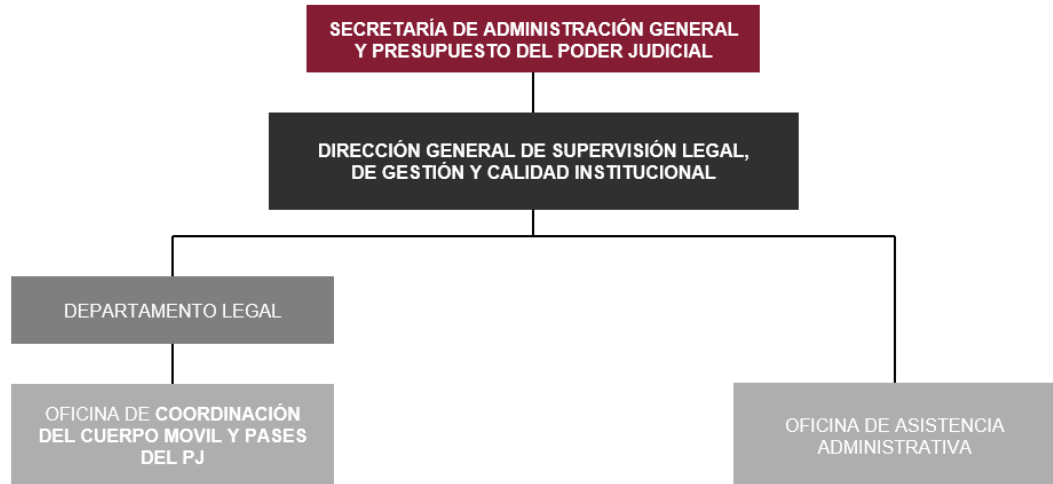 SECRETARÍA DE ADMINISTRACIÓN GENERAL
Y PRESUPUESTO DEL PODER JUDICIAL
DIRECCIÓN GENERAL DE SUPERVISIÓN LEGAL,
DE GESTIÓN Y CALIDAD INSTITUCIONAL
DEPARTAMENTO LEGAL
OFICINA DE COORDINACIÓN
DEL CUERPO MOVIL Y PASES
DEL PJ
OFICINA DE ASISTENCIA
ADMINISTRATIVA